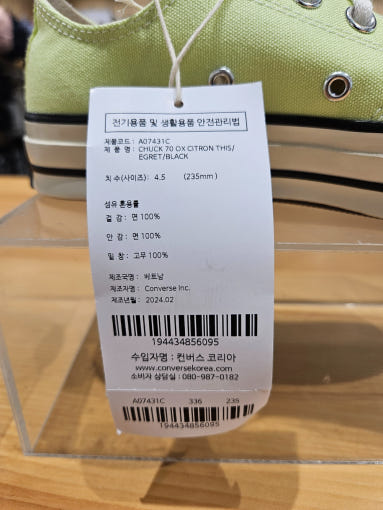 전기용품 및 생활용품 안전관리법
제품코드 : A07431C
제 품 명 : CHUCK 70 OX CITRON THIS/
EGRET/BLACK
치 수(사이즈) : 4.5 (235mm)
섬유 혼용률
겉 감 : 면 100%
안 감 : 면 100%
밑 창 : 고무 100%
제조국명 : 베트남
제조자명 : Converse Inc.
제조년월 : 2024.02
194434856095
수입자명 : 컨버스 코리아
www.conversekorea.com
소비자 상담실 : 080-987-0182
A07431C 336 235
194434856095